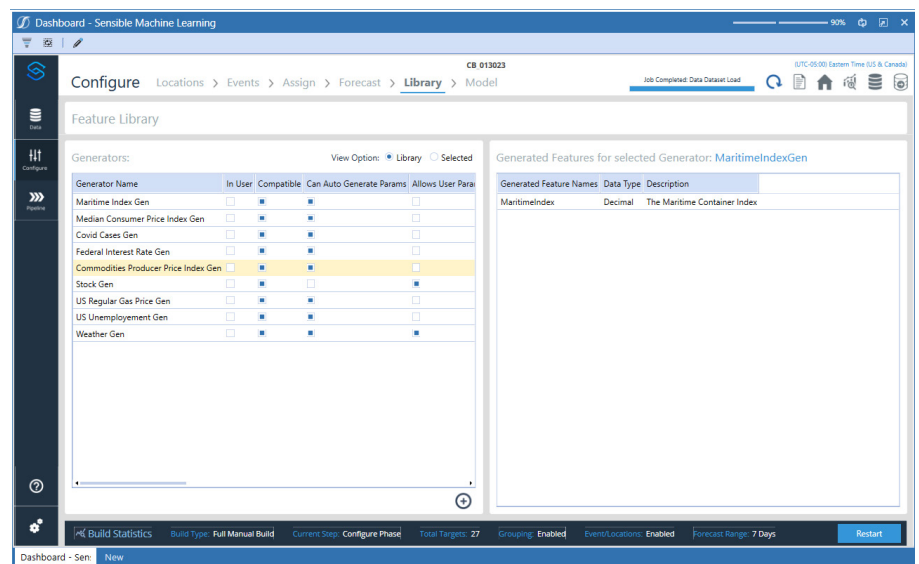 Dashboard - Sensible Machine Learning
90%
CB 013023
(UTC-05:00) Eastern Time (US & Canada)
Configure Locations > Events > Assign > Forecast > Library > Model
Job Completed: Data Dataset Load
Data
Configure
Pipeline
Feature Library
Generators:
View Option: Library Selected
Generator Name In User Compatible Can Auto Generate Params Allows User Para
Maritime Index Gen
Median Consumer Price Index Gen
Covid Cases Gen
Federal Interest Rate Gen
Commodities Producer Price Index Gen
Stock Gen
US Regular Gas Price Gen
US Unemployement Gen
Weather Gen
Generated Features for selected Generator: MaritimeIndexGen
Generated Feature Names Data Type Description
MaritimeIndex Decimal The Maritime Container Index
Build Statistics Build Type: Full Manual Build Current Step: Configure Phase Total Targets: 27 Grouping: Enabled Event/Locations: Enabled Forecast Range: 7 Days Restart
Dashboard - Sen: New